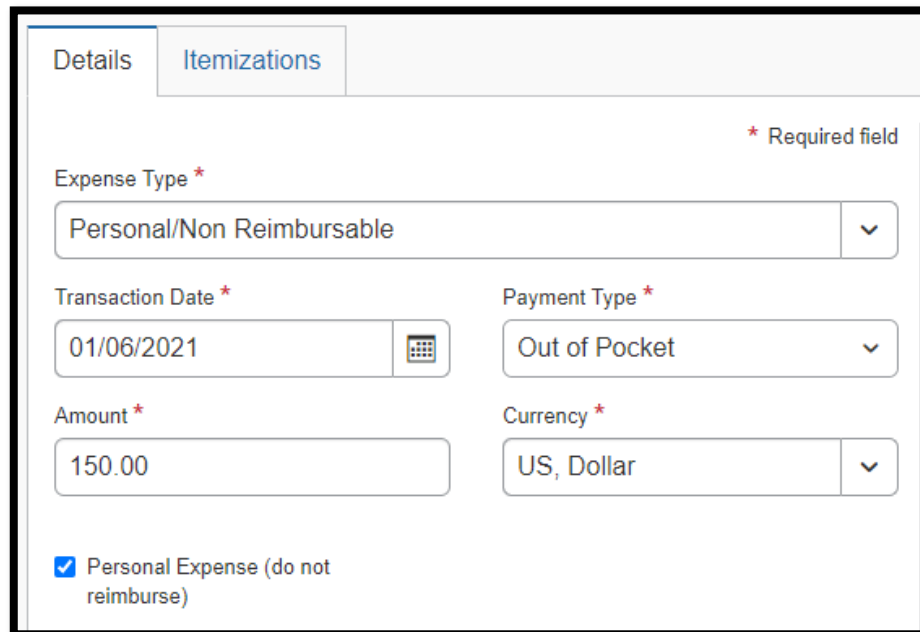 Details Itemizations
* Required field
Expense Type *
Personal/Non Reimbursable
Transaction Date * Payment Type *
01/06/2021 Out of Pocket
Amount * Currency *
150.00 US, Dollar
Personal Expense (do not
reimburse)